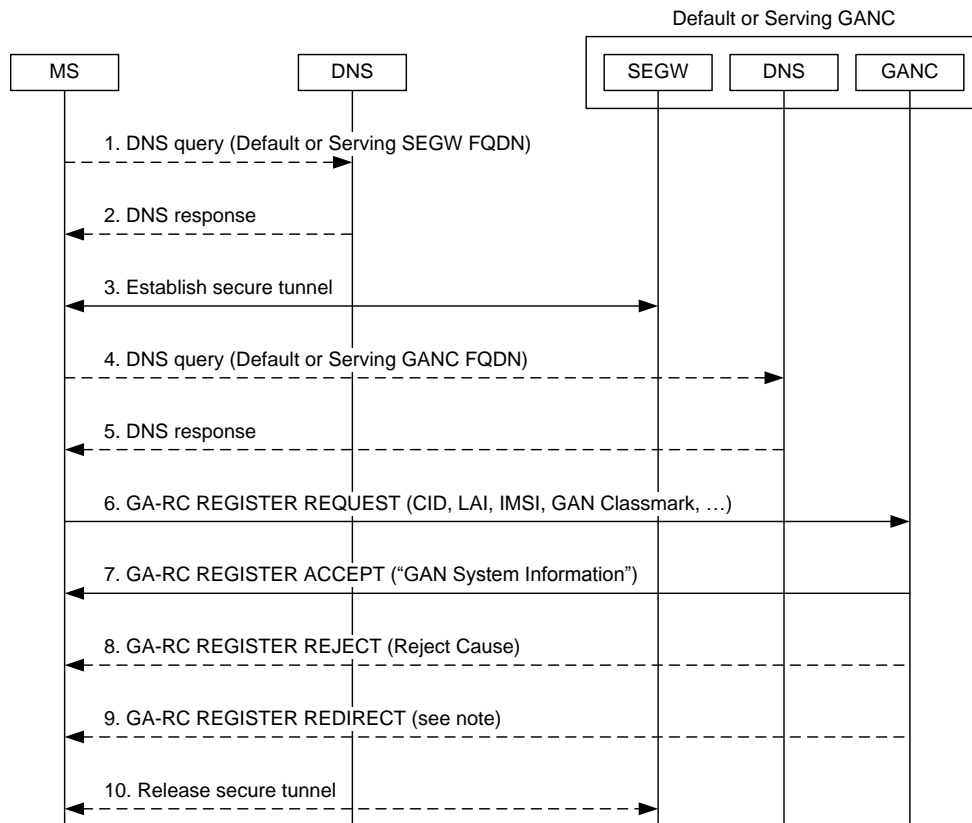 Default or Serving GANC
MS
DNS
SEGW
DNS
GANC
1. DNS query (Default or Serving SEGW FQDN)
2. DNS response
3. Establish secure tunnel
4. DNS query (Default or Serving GANC FQDN)
5. DNS response
6. GA-RC REGISTER REQUEST (CID, LAI, IMSI, GAN Classmark, …)
7. GA-RC REGISTER ACCEPT (“GAN System Information”)
8. GA-RC REGISTER REJECT (Reject Cause)
9. GA-RC REGISTER REDIRECT (see note)
10. Release secure tunnel